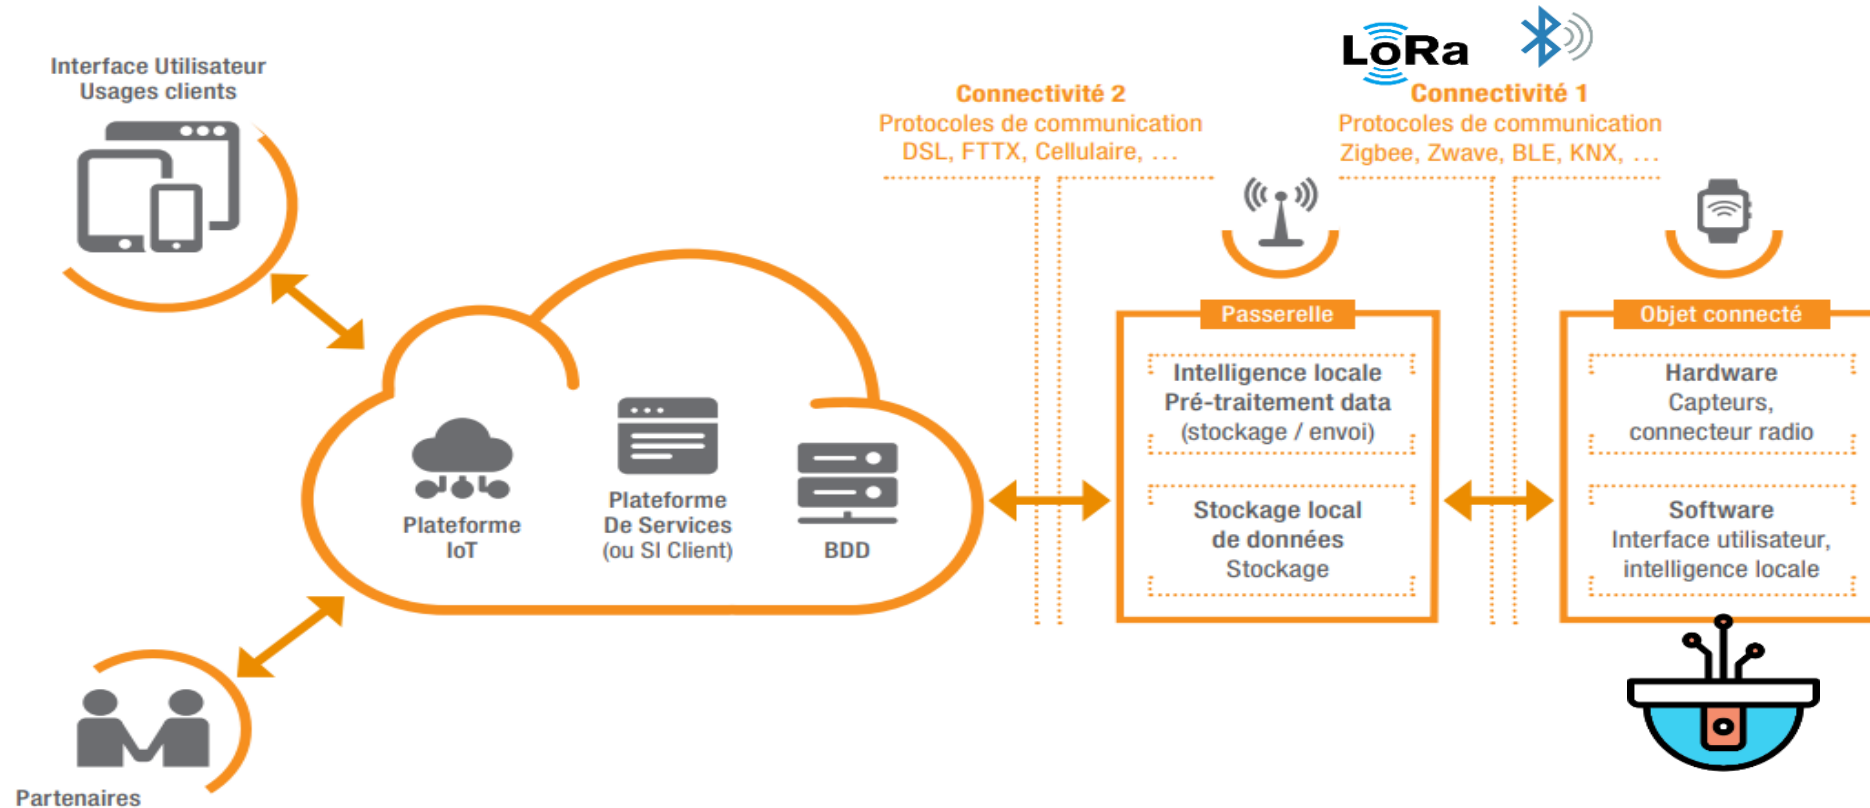 Interface Utilisateur
Usages clients
LoRa
Connectivité 2
Protocoles de communication
DSL, FTTX, Cellulaire, ...
Connectivité 1
Protocoles de communication
Zigbee, Zwave, BLE, KNX, ...
Passerelle
Intelligence locale
Pré-traitement data
(stockage / envoi)
Stockage local
de données
Stockage
Objet connecté
Hardware
Capteurs,
connecteur radio
Software
Interface utilisateur,
intelligence locale
Plateforme
IoT
Plateforme
De Services
(ou SI Client)
BDD
Partenaires